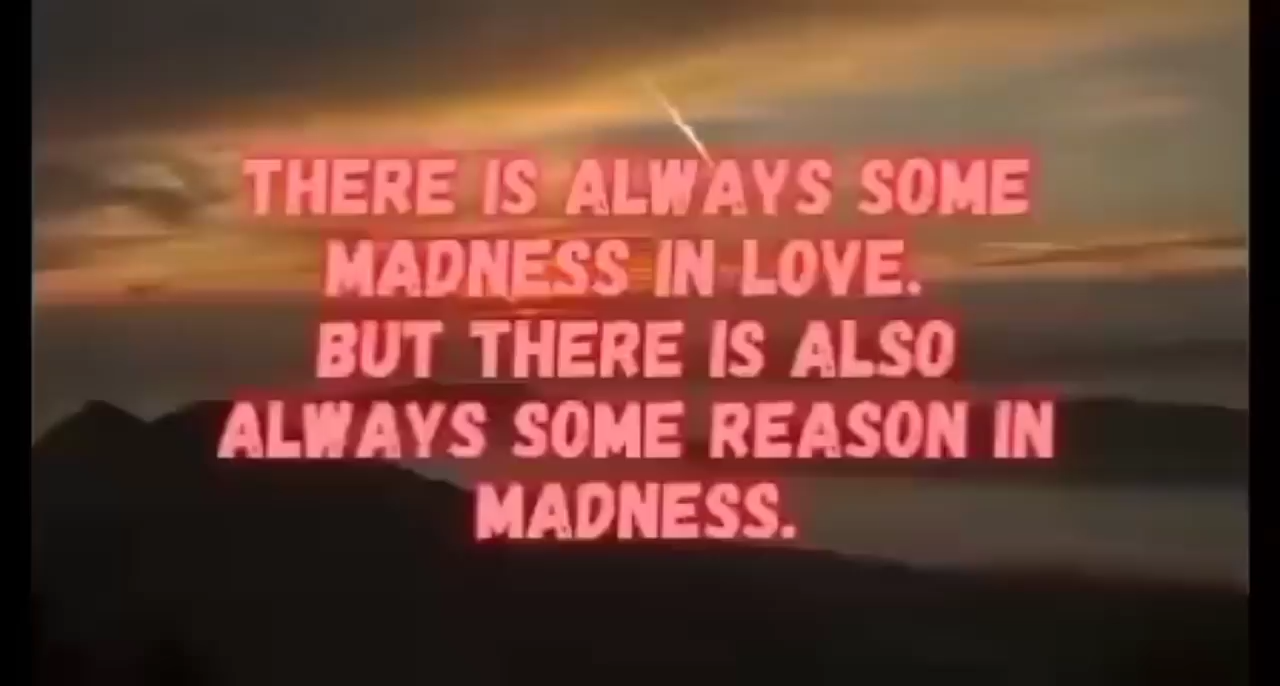 THERE IS ALWAYS SOME
MADNESS IN LOVE.
BUT THERE IS ALSO
ALWAYS SOME REASON IN
MADNESS.